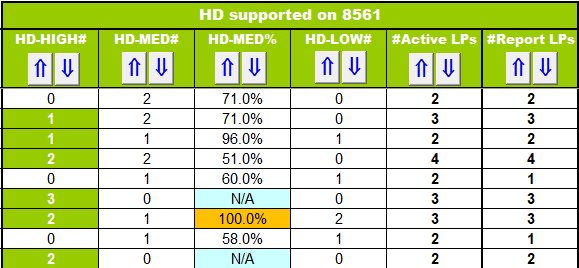 HD supported on 8561
HD-HIGH# HD-MED# HD-MED% HD-LOW# #Active LPs #Report LPs
0 2 71.0% 0 2 2
1 2 71.0% 0 3 3
1 1 96.0% 1 2 2
2 2 51.0% 0 4 4
0 1 60.0% 1 2 1
3 0 N/A 0 3 3
2 1 100.0% 2 3 3
0 1 58.0% 1 2 1
2 0 N/A 0 2 2